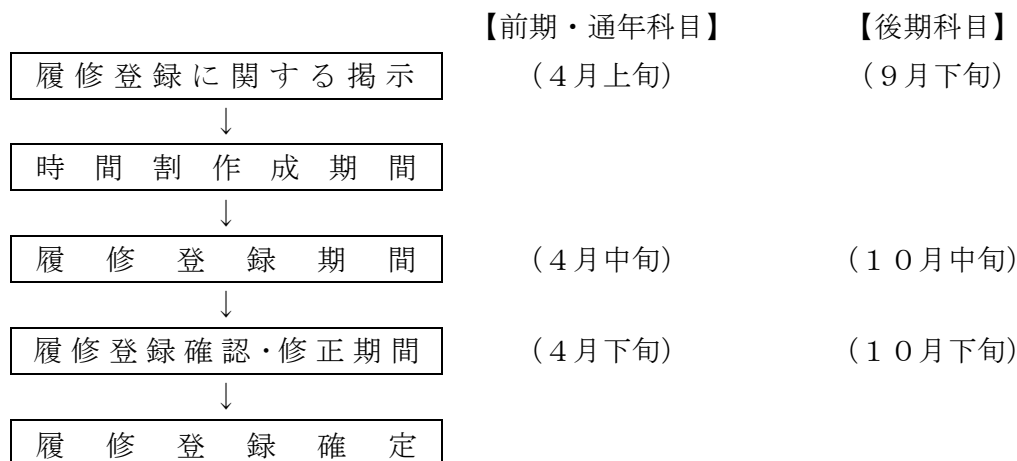 【前期・通年科目】 【後期科目】
履修登録に関する掲示 (4月上旬) (9月下旬)
↓
時間割作成期間
↓
履修登録期間 (4月中旬) (10月中旬)
↓
履修登録確認・修正期間 (4月下旬) (10月下旬)
↓
履修登録確定